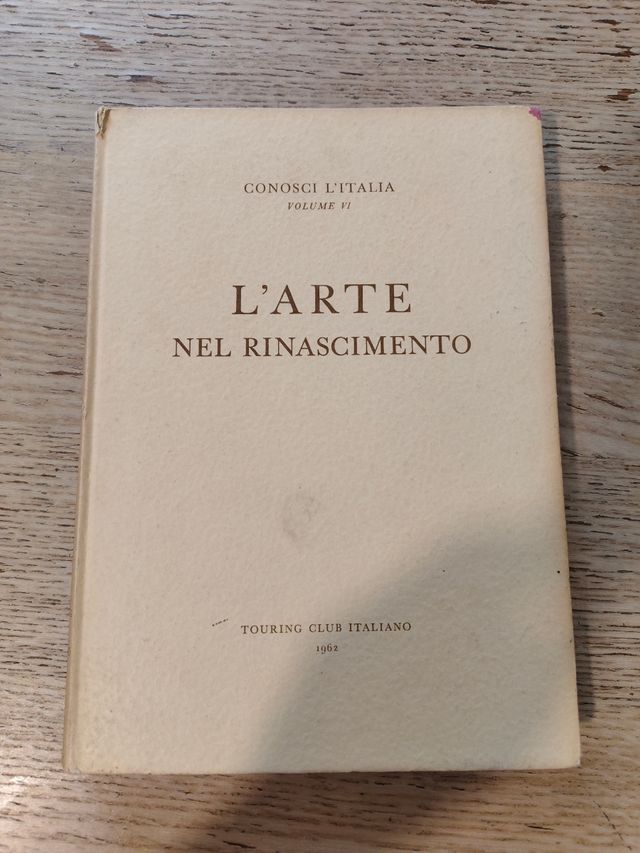 CONOSCI L'ITALIA
VOLUME VI
L'ARTE
NEL RINASCIMENTO
TOURING CLUB ITALIANO
1962